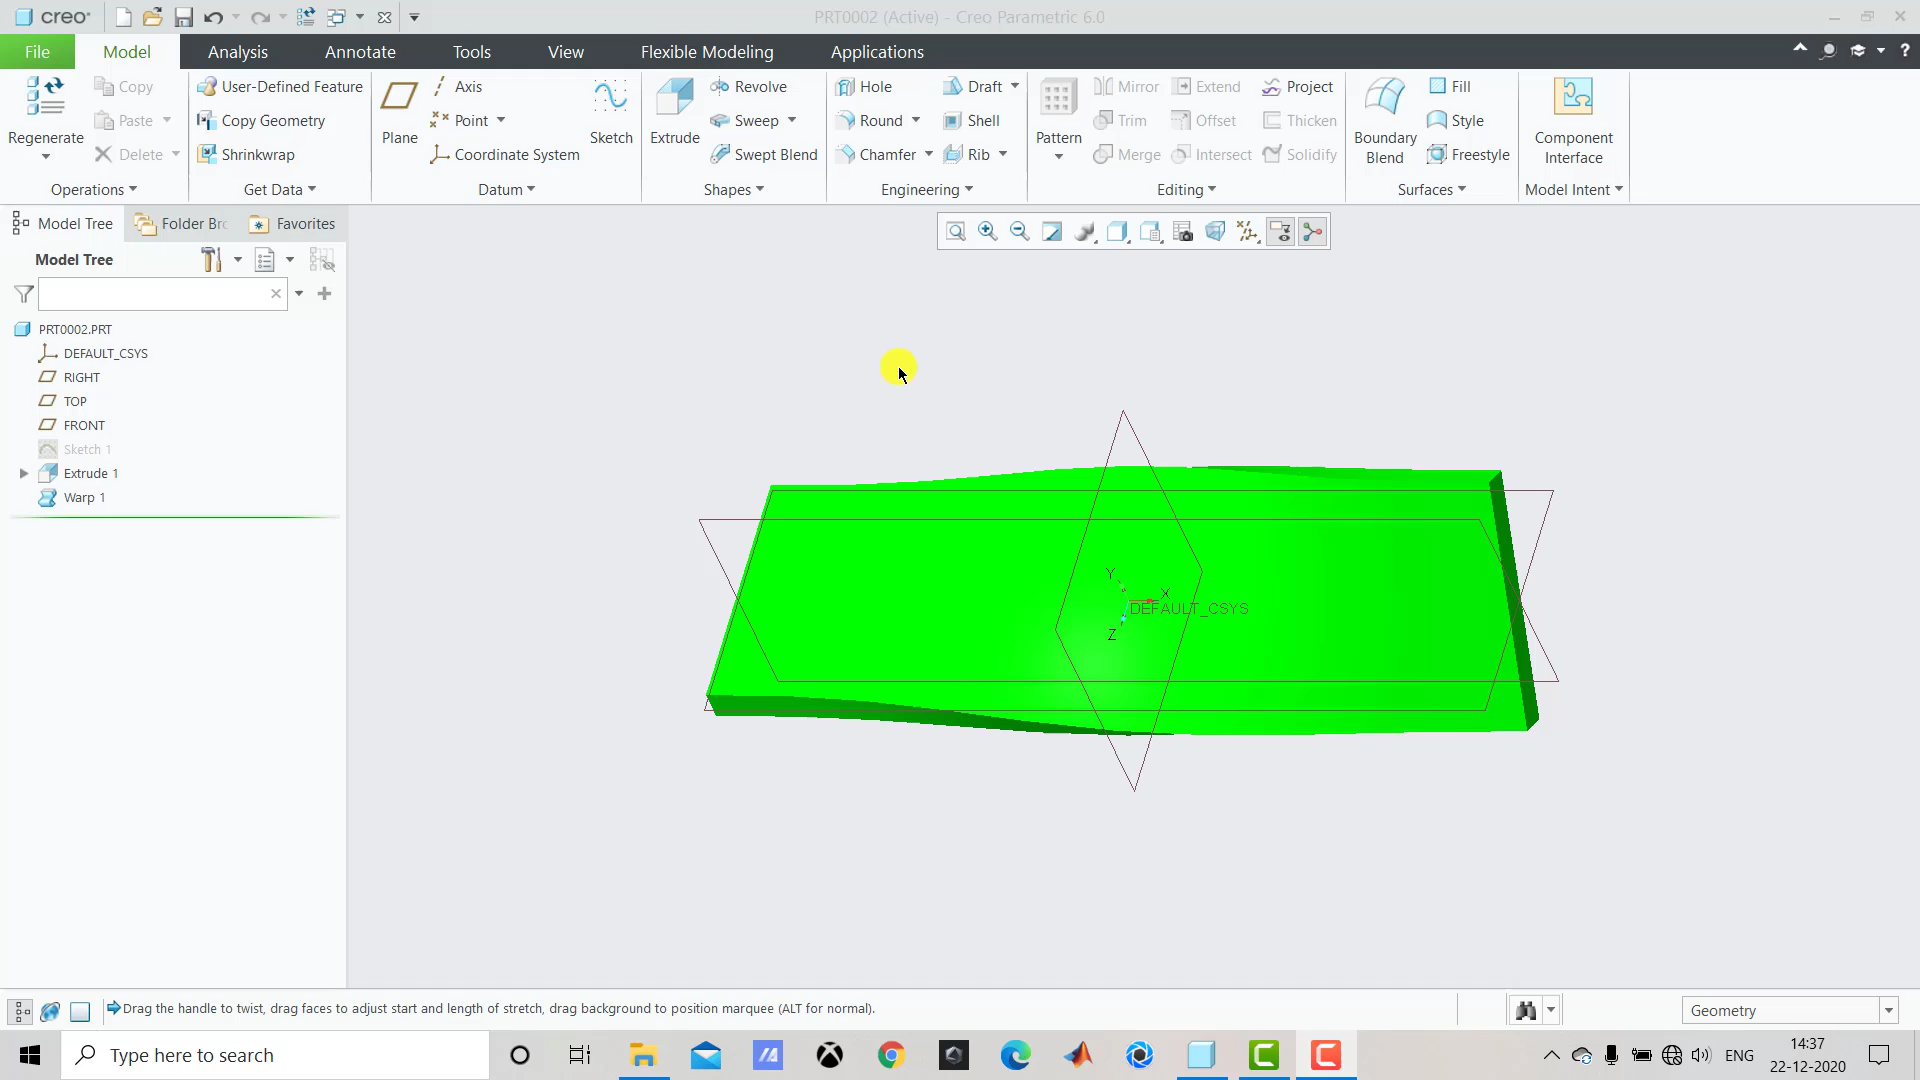 creo
PRT0002 (Active) - Creo Parametric 6.0
File Model Analysis Annotate Tools View Flexible Modeling Applications
Regenerate
Copy
Paste
Delete
Operations
User-Defined Feature
Copy Geometry
Shrinkwrap
Get Data
Plane
Axis
Point
Coordinate System
Sketch
Datum
Extrude
Revolve
Sweep
Swept Blend
Shapes
Hole
Round
Chamfer
Draft
Shell
Rib
Engineering
Pattern
Mirror
Trim
Merge
Extend
Offset
Intersect
Project
Thicken
Solidify
Editing
Boundary
Blend
Fill
Style
Freestyle
Surfaces
Component
Interface
Model Intent
Model Tree Folder Br Favorites
Model Tree
PRT0002.PRT
DEFAULT_CSYS
RIGHT
TOP
FRONT
Sketch 1
Extrude 1
Warp 1
Y
X
DEFAULT_CSYS
Z
Drag the handle to twist, drag faces to adjust start and length of stretch, drag background to position marquee (ALT for normal).
Geometry
Type here to search
ENG
14:37
22-12-2020